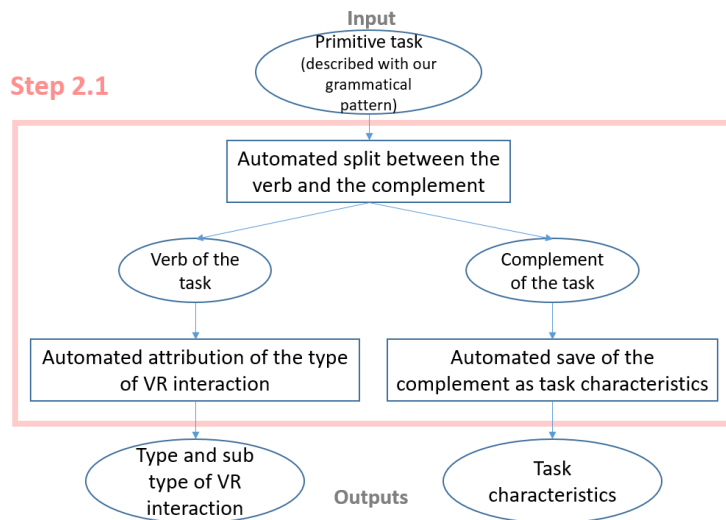 Input
Primitive task
(described with our
grammatical
pattern)
Step 2.1
Automated split between the
verb and the complement
Verb of the
task
Complement
of the task
Automated attribution of the type
of VR interaction
Automated save of the
complement as task characteristics
Type and sub
type of VR
interaction
Outputs
Task
characteristics